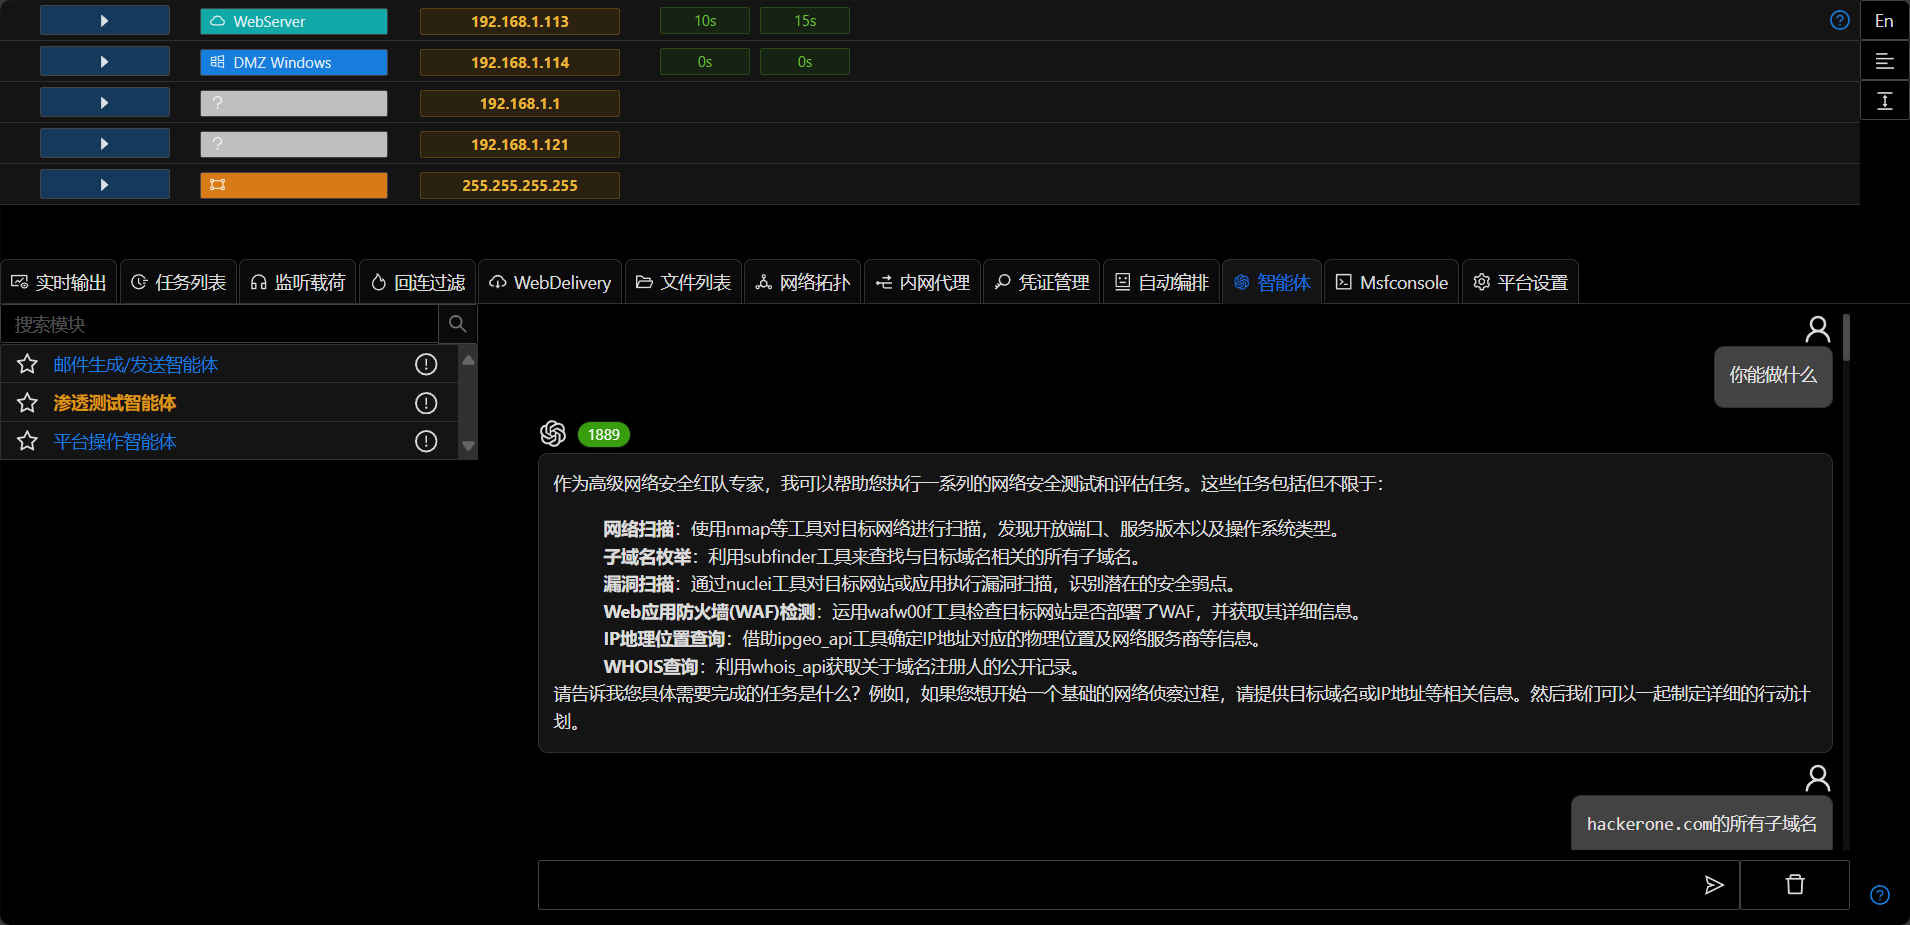 WebServer 192.168.1.113 10s 15s En
DMZ Windows 192.168.1.114 0s 0s
? 192.168.1.1
? 192.168.1.121
255.255.255.255
实时输出 任务列表 监听载荷 回连过滤 WebDelivery 文件列表 网络拓扑 内网代理 凭证管理 自动编排 智能体 Msfconsole 平台设置
搜索模块
邮件生成/发送智能体
渗透测试智能体
平台操作智能体
你能做什么
1889
作为高级网络安全红队专家，我可以帮助您执行一系列的网络安全测试和评估任务。这些任务包括但不限于：
网络扫描：使用nmap等工具对目标网络进行扫描，发现开放端口、服务版本以及操作系统类型。
子域名枚举：利用subfinder工具来查找与目标域名相关的所有子域名。
漏洞扫描：通过nuclei工具对目标网站或应用执行漏洞扫描，识别潜在的安全弱点。
Web应用防火墙(WAF)检测：运用wafw00f工具检查目标网站是否部署了WAF，并获取其详细信息。
IP地理位置查询：借助ipgeo_api工具确定IP地址对应的物理位置及网络服务商等信息。
WHOIS查询：利用whois_api获取关于域名注册人的公开记录。
请告诉我您具体需要完成的任务是什么？例如，如果您想开始一个基础的网络侦察过程，请提供目标域名或IP地址等相关信息。然后我们可以一起制定详细的行动计
划。
hackerone.com的所有子域名